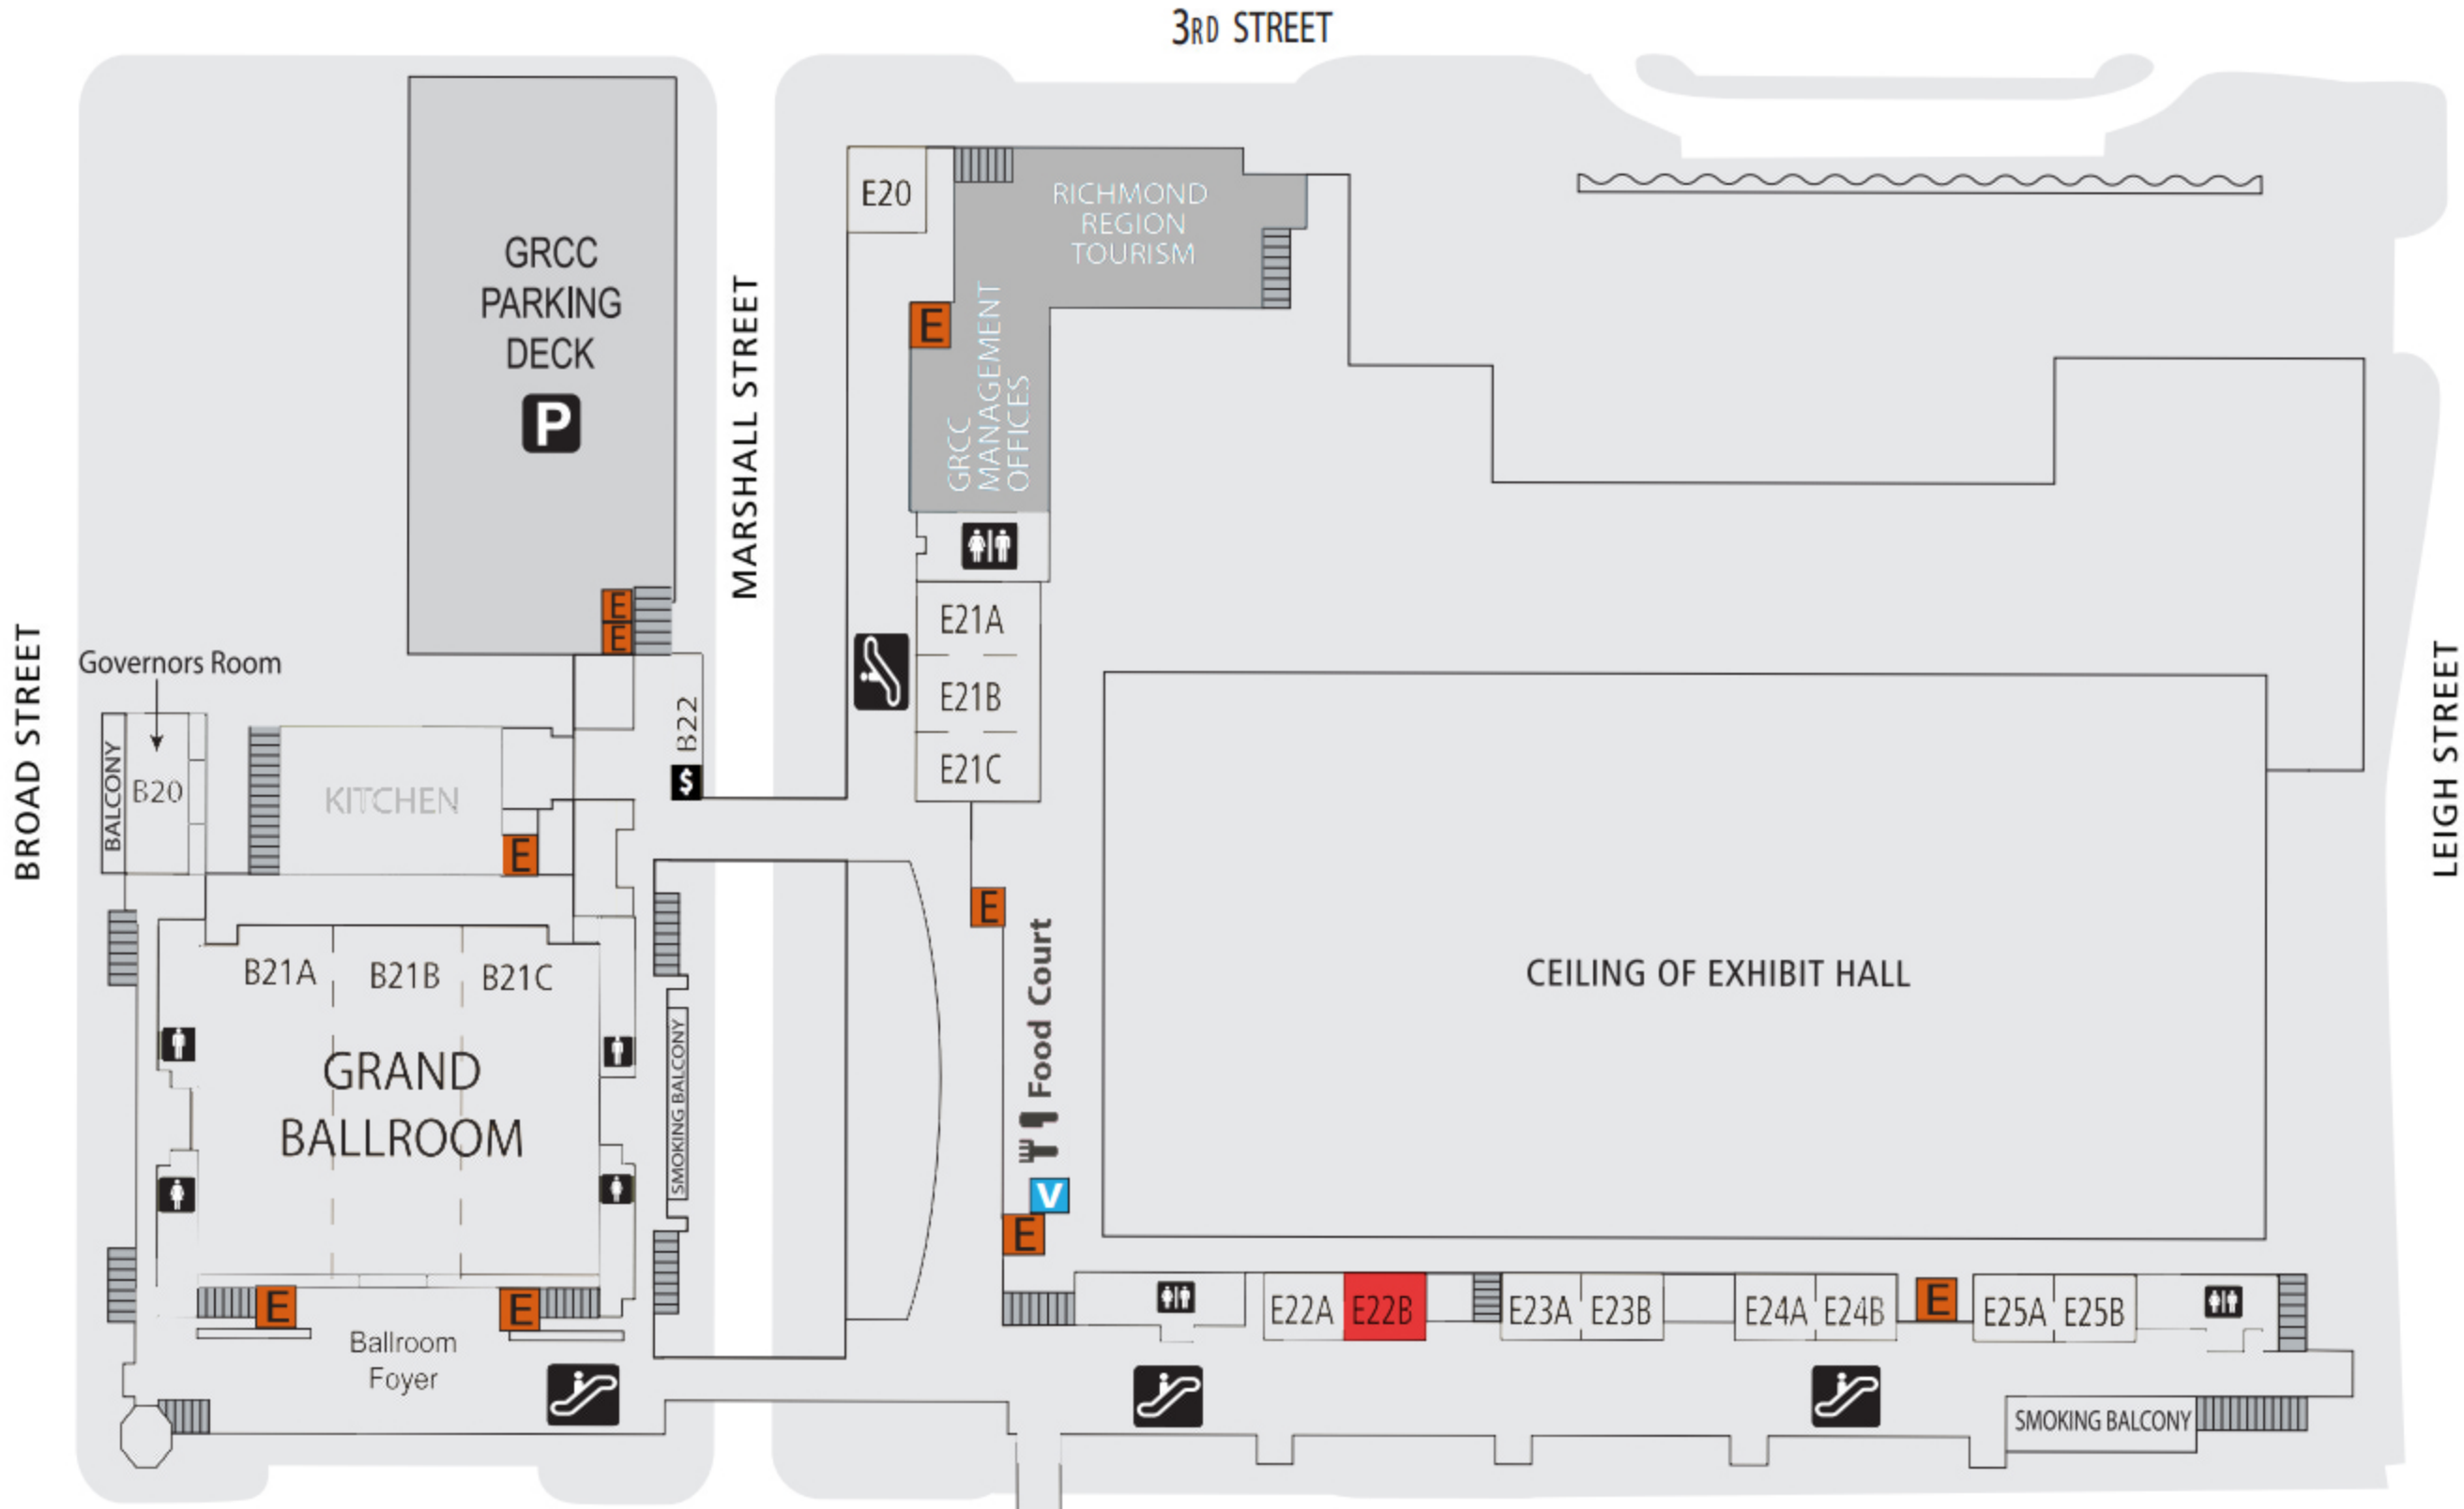 3RD STREET
E20
RICHMOND
REGION
TOURISM
GRCC
PARKING
DECK
P
MARSHALL STREET
E
GRCC
MANAGEMENT
OFFICES
E
E
E21A
E21B
E21C
BROAD STREET
LEIGH STREET
Governors Room
BALCONY
B20
KITCHEN
B22
$
E
E
Food Court
CEILING OF EXHIBIT HALL
B21A
B21B
B21C
GRAND
BALLROOM
SMOKING BALCONY
V
E
E
E
Ballroom
Foyer
E22A
E22B
E23A
E23B
E24A
E24B
E
E25A
E25B
SMOKING BALCONY